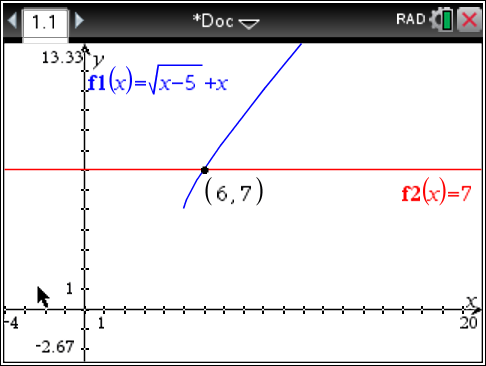 1.1 *Doc RAD
13.33 y
f1(x)=√x-5 +x
(6,7)
f2(x)=7
1
x
-4 1 20
-2.67